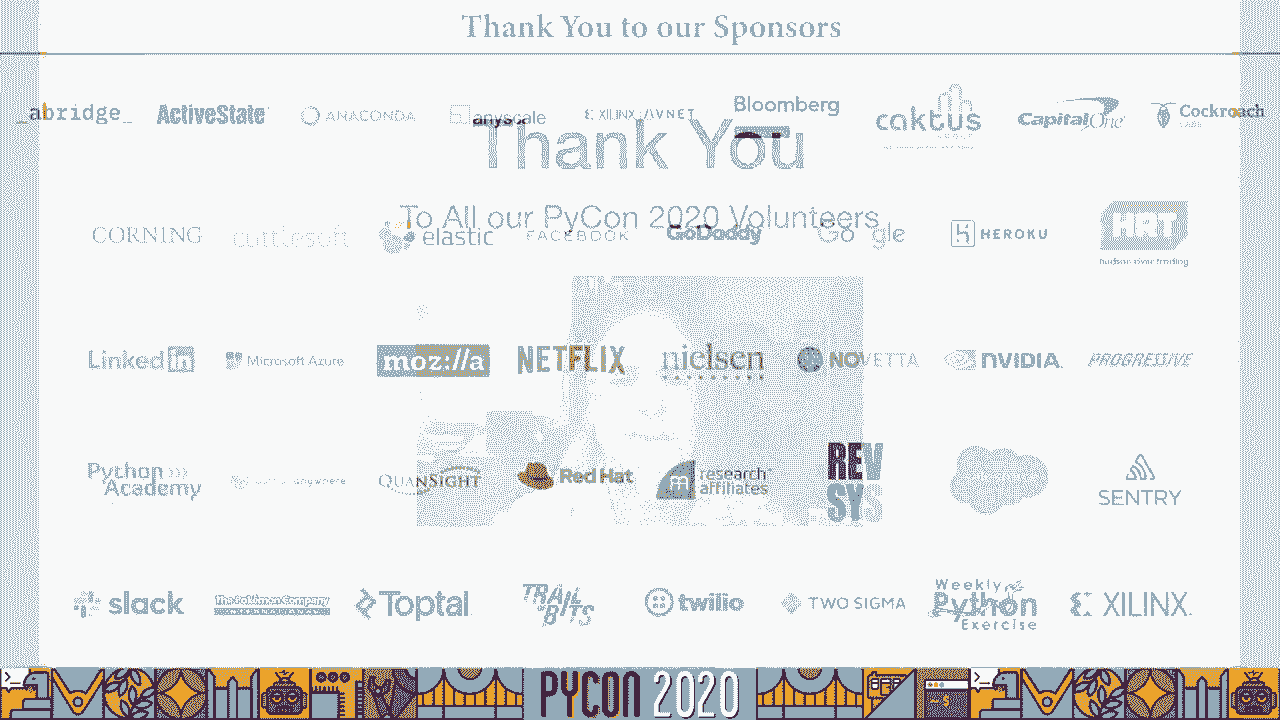 Thank You to our Sponsors
_abridge_ ActiveState ANACONDA anyscale XILINX AVNET Bloomberg caktus GROUP Capital One Cockroach LABS
Thank You
To All our PyCon 2020 Volunteers
CORNING cuttlesoft elastic FACEBOOK GoDaddy Google HEROKU HRT
hudson river trading
LinkedIn Microsoft Azure moz://a NETFLIX nielsen NOVETTA NVIDIA. PROGRESSIVE
Python Academy QUANSIGHT Red Hat research affiliates REV SYS SENTRY
slack The Pokémon Company Toptal TRAIL BITS twilio TWO SIGMA Weekly Python Exercise XILINX.
PYCON 2020